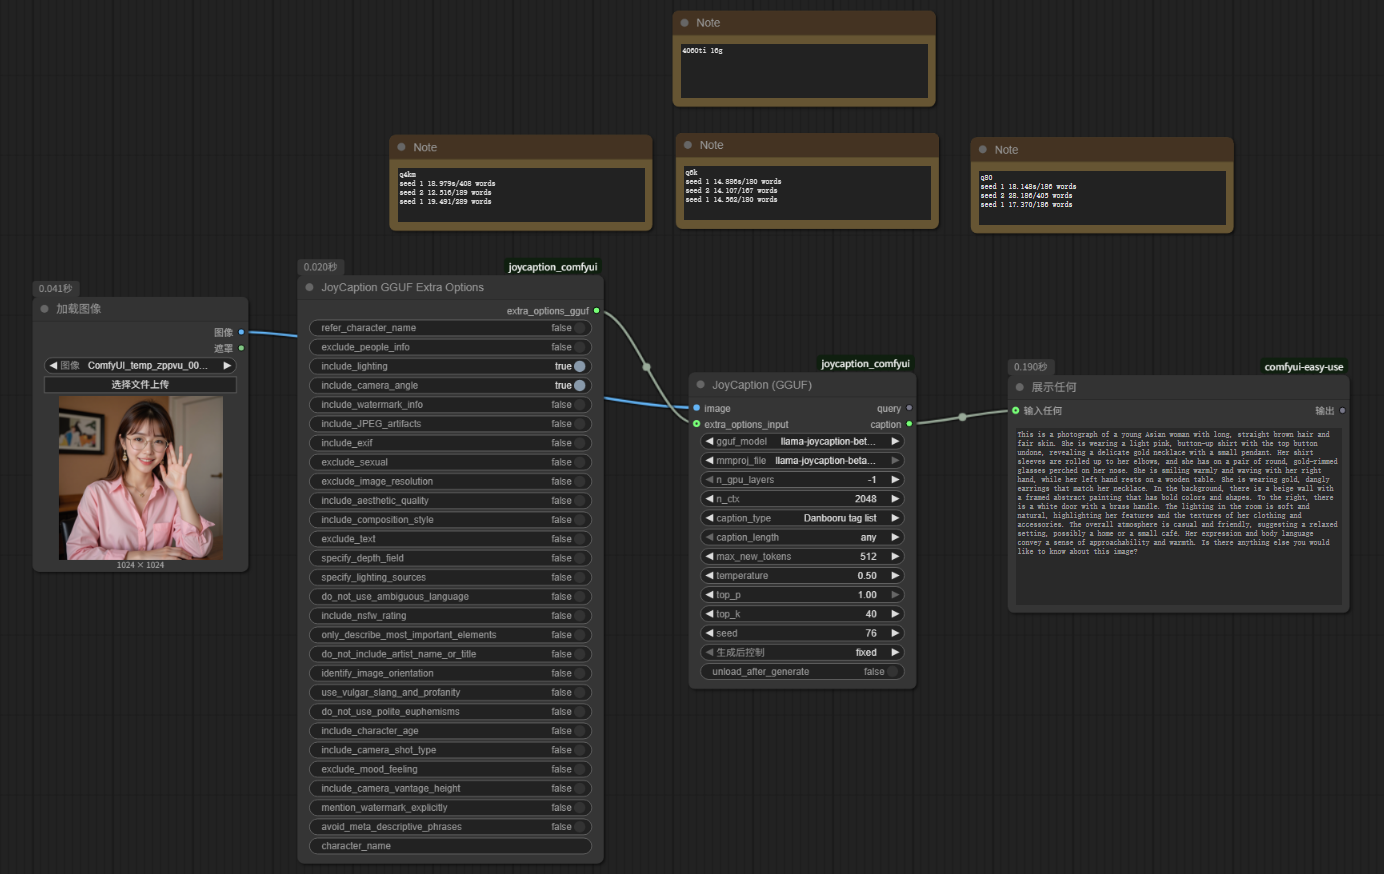 Note
4060ti 16g
Note
q4km
seed 1 18.979s/408 words
seed 2 12.516/189 words
seed 1 19.491/289 words
Note
q6k
seed 1 14.886s/180 words
seed 2 14.107/167 words
seed 1 14.562/180 words
Note
q80
seed 1 18.148s/186 words
seed 2 28.186/405 words
seed 1 17.370/186 words
0.041秒
加载图像
图像
遮罩
图像 ComfyUI_temp_zppvu_00...
选择文件上传
1024 × 1024
0.020秒
joycaption_comfyui
JoyCaption GGUF Extra Options
extra_options_gguf
refer_character_name false
exclude_people_info false
include_lighting true
include_camera_angle true
include_watermark_info false
include_JPEG_artifacts false
include_exif false
exclude_sexual false
exclude_image_resolution false
include_aesthetic_quality false
include_composition_style false
exclude_text false
specify_depth_field false
specify_lighting_sources false
do_not_use_ambiguous_language false
include_nsfw_rating false
only_describe_most_important_elements false
do_not_include_artist_name_or_title false
identify_image_orientation false
use_vulgar_slang_and_profanity false
do_not_use_polite_euphemisms false
include_character_age false
include_camera_shot_type false
exclude_mood_feeling false
include_camera_vantage_height false
mention_watermark_explicitly false
avoid_meta_descriptive_phrases false
character_name
joycaption_comfyui
JoyCaption (GGUF)
image query
extra_options_input caption
gguf_model llama-joycaption-bet...
mmproj_file llama-joycaption-beta...
n_gpu_layers -1
n_ctx 2048
caption_type Danbooru tag list
caption_length any
max_new_tokens 512
temperature 0.50
top_p 1.00
top_k 40
seed 76
生成后控制 fixed
unload_after_generate false
0.190秒
comfyui-easy-use
展示任何
输入任何 输出
This is a photograph of a young Asian woman with long, straight brown hair and
fair skin. She is wearing a light pink, button-up shirt with the top button
undone, revealing a delicate gold necklace with a small pendant. Her shirt
sleeves are rolled up to her elbows, and she has on a pair of round, gold-rimmed
glasses perched on her nose. She is smiling warmly and waving with her right
hand, while her left hand rests on a wooden table. She is wearing gold, dangly
earrings that match her necklace. In the background, there is a beige wall with
a framed abstract painting that has bold colors and shapes. To the right, there
is a white door with a brass handle. The lighting in the room is soft and
natural, highlighting her features and the textures of her clothing and
accessories. The overall atmosphere is casual and friendly, suggesting a relaxed
setting, possibly a home or a small café. Her expression and body language
convey a sense of approachability and warmth. Is there anything else you would
like to know about this image?